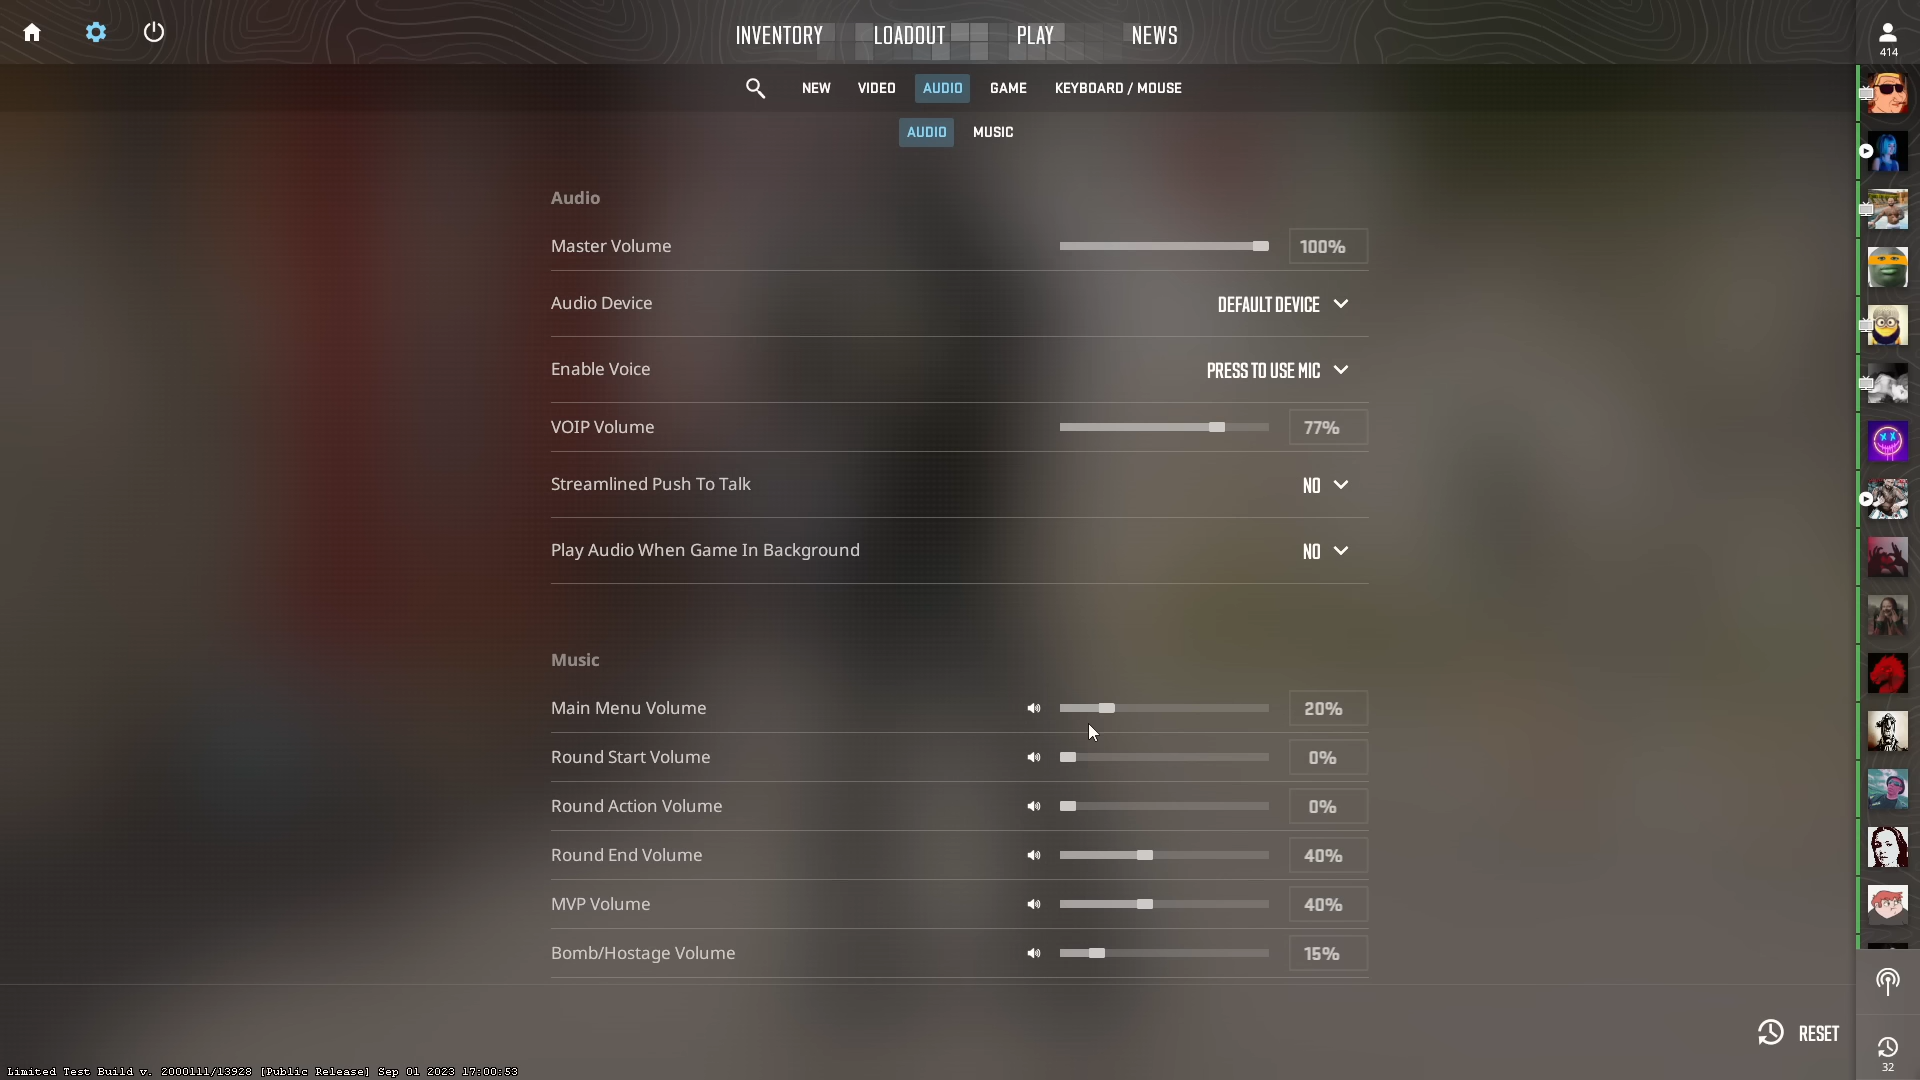 INVENTORY LOADOUT PLAY NEWS
414
NEW VIDEO AUDIO GAME KEYBOARD / MOUSE
AUDIO MUSIC
Audio
Master Volume 100%
Audio Device DEFAULT DEVICE
Enable Voice PRESS TO USE MIC
VOIP Volume 77%
Streamlined Push To Talk NO
Play Audio When Game In Background NO
Music
Main Menu Volume 20%
Round Start Volume 0%
Round Action Volume 0%
Round End Volume 40%
MVP Volume 40%
Bomb/Hostage Volume 15%
RESET
32
Limited Test Build v. 2000111/13928 [Public Release] Sep 01 2023 17:00:53